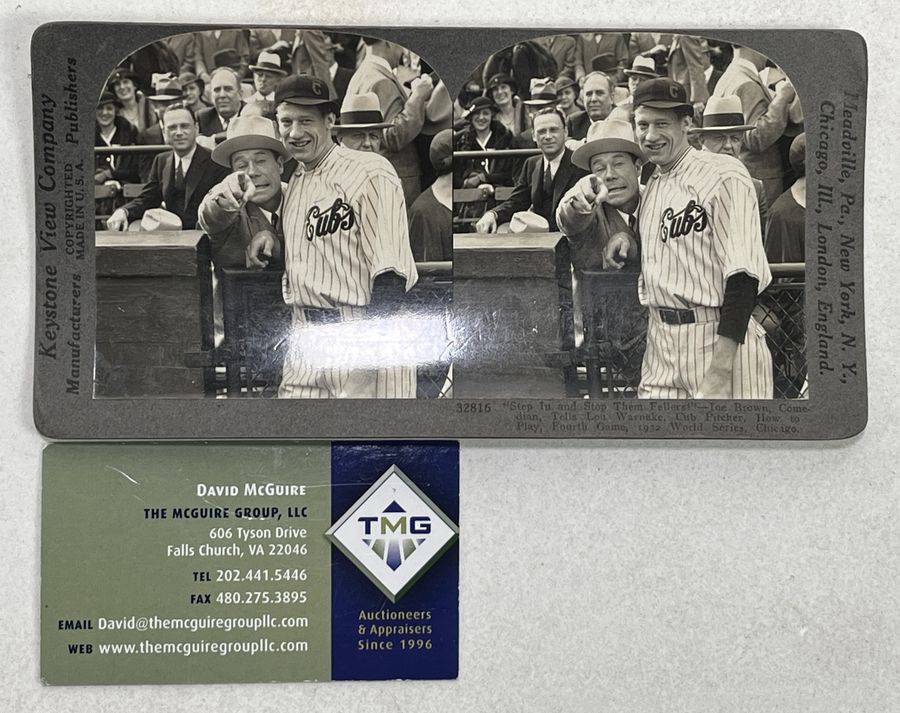 Keystone View Company
COPYRIGHTED
MADE IN U.S.A.
Manufacturers Publishers
Meadville, Pa., New York, N. Y.,
Chicago, Ill., London, England.
C
Cubs
C
Cubs
32816 "Step In and Stop Them Fellers!"—Joe Brown, Come-
dian, Tells Lou Warneke, Cub Pitcher, How to
Play, Fourth Game, 1932 World Series, Chicago.
DAVID MCGUIRE
THE MCGUIRE GROUP, LLC
606 Tyson Drive
Falls Church, VA 22046
TEL 202.441.5446
FAX 480.275.3895
EMAIL David@themcguiregroupllc.com
WEB www.themcguiregroupllc.com
TMG
Auctioneers
& Appraisers
Since 1996